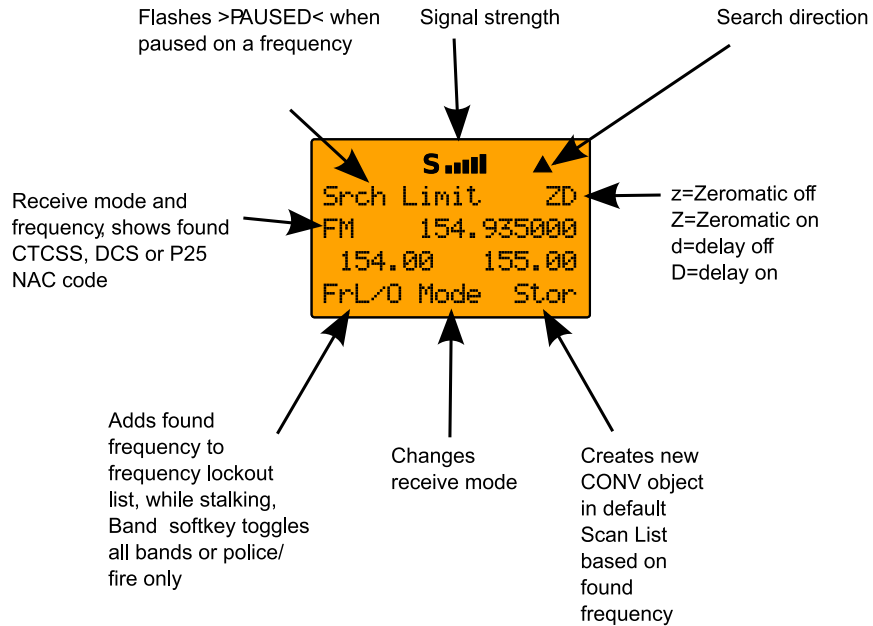 Flashes >PAUSED< when
paused on a frequency
Signal strength
Search direction
S
Srch Limit ZD
FM 154.935000
154.00 155.00
FrL/O Mode Stor
Receive mode and
frequency, shows found
CTCSS, DCS or P25
NAC code
z=Zeromatic off
Z=Zeromatic on
d=delay off
D=delay on
Adds found
frequency to
frequency lockout
list, while stalking,
Band softkey toggles
all bands or police/
fire only
Changes
receive mode
Creates new
CONV object
in default
Scan List
based on
found
frequency